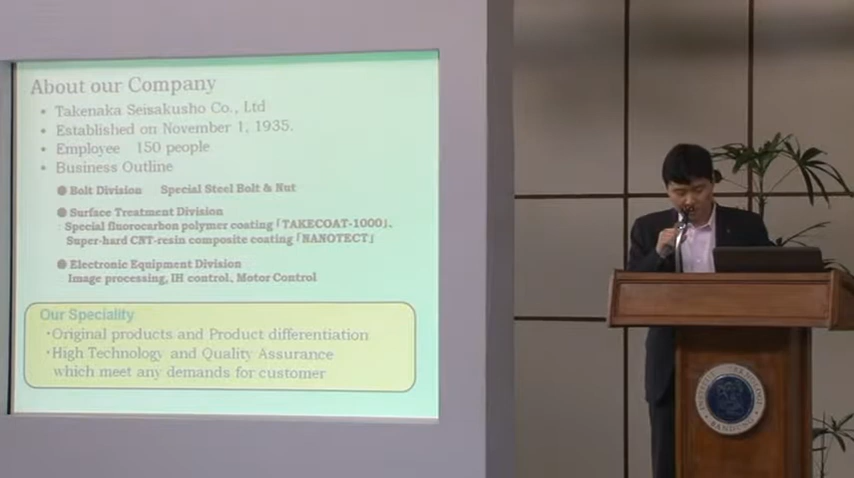 About our Company
• Takenaka Seisakusho Co., Ltd
• Established on November 1, 1935.
• Employee 150 people
• Business Outline
● Bolt Division Special Steel Bolt & Nut
● Surface Treatment Division
Special fluorocarbon polymer coating「TAKECOAT-1000」、
Super-hard CNT-resin composite coating「NANOTECT」
● Electronic Equipment Division
Image processing, IH control, Motor Control
Our Speciality
・Original products and Product differentiation
・High Technology and Quality Assurance
which meet any demands for customer
INSTITUT TEKNOLOGI
BANDUNG